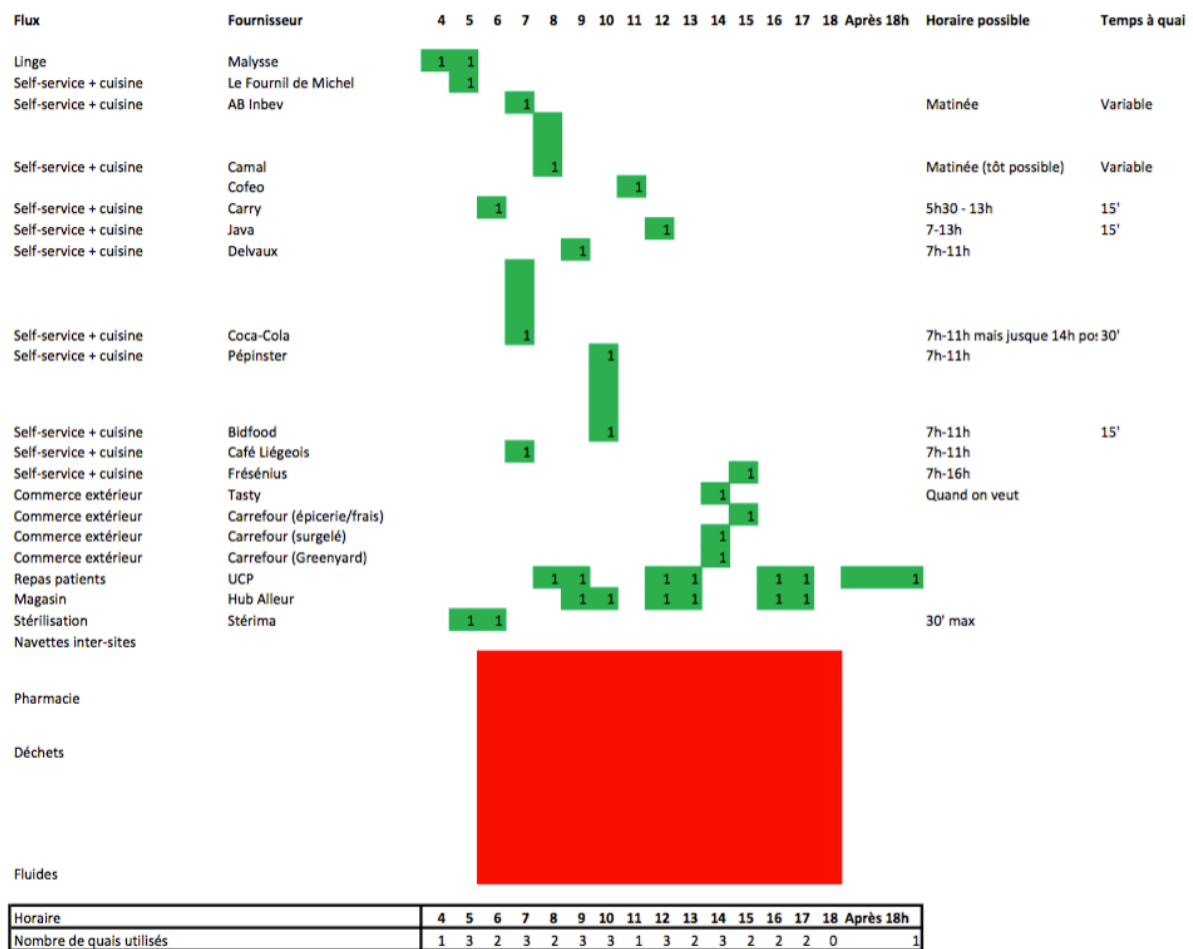 Flux Fournisseur 4 5 6 7 8 9 10 11 12 13 14 15 16 17 18 Après 18h Horaire possible Temps à quai
Linge Malysse 1 1
Self-service + cuisine Le Fournil de Michel 1
Self-service + cuisine AB Inbev 1 Matinée Variable
Self-service + cuisine Camal 1 Matinée (tôt possible) Variable
Cofeo 1
Self-service + cuisine Carry 1 5h30 - 13h 15'
Self-service + cuisine Java 1 7-13h 15'
Self-service + cuisine Delvaux 1 7h-11h
Self-service + cuisine Coca-Cola 1 7h-11h mais jusque 14h pos 30'
Self-service + cuisine Pépinster 1 7h-11h
Self-service + cuisine Bidfood 1 7h-11h 15'
Self-service + cuisine Café Liégeois 1 7h-11h
Self-service + cuisine Frésénius 1 7h-16h
Commerce extérieur Tasty 1 Quand on veut
Commerce extérieur Carrefour (épicerie/frais) 1
Commerce extérieur Carrefour (surgelé) 1
Commerce extérieur Carrefour (Greenyard) 1
Repas patients UCP 1 1 1 1 1 1 1
Magasin Hub Alleur 1 1 1 1 1 1
Stérilisation Stérima 1 1 30' max
Navettes inter-sites
Pharmacie
Déchets
Fluides
Horaire 4 5 6 7 8 9 10 11 12 13 14 15 16 17 18 Après 18h
Nombre de quais utilisés 1 3 2 3 2 3 3 1 3 2 3 2 2 2 0 1